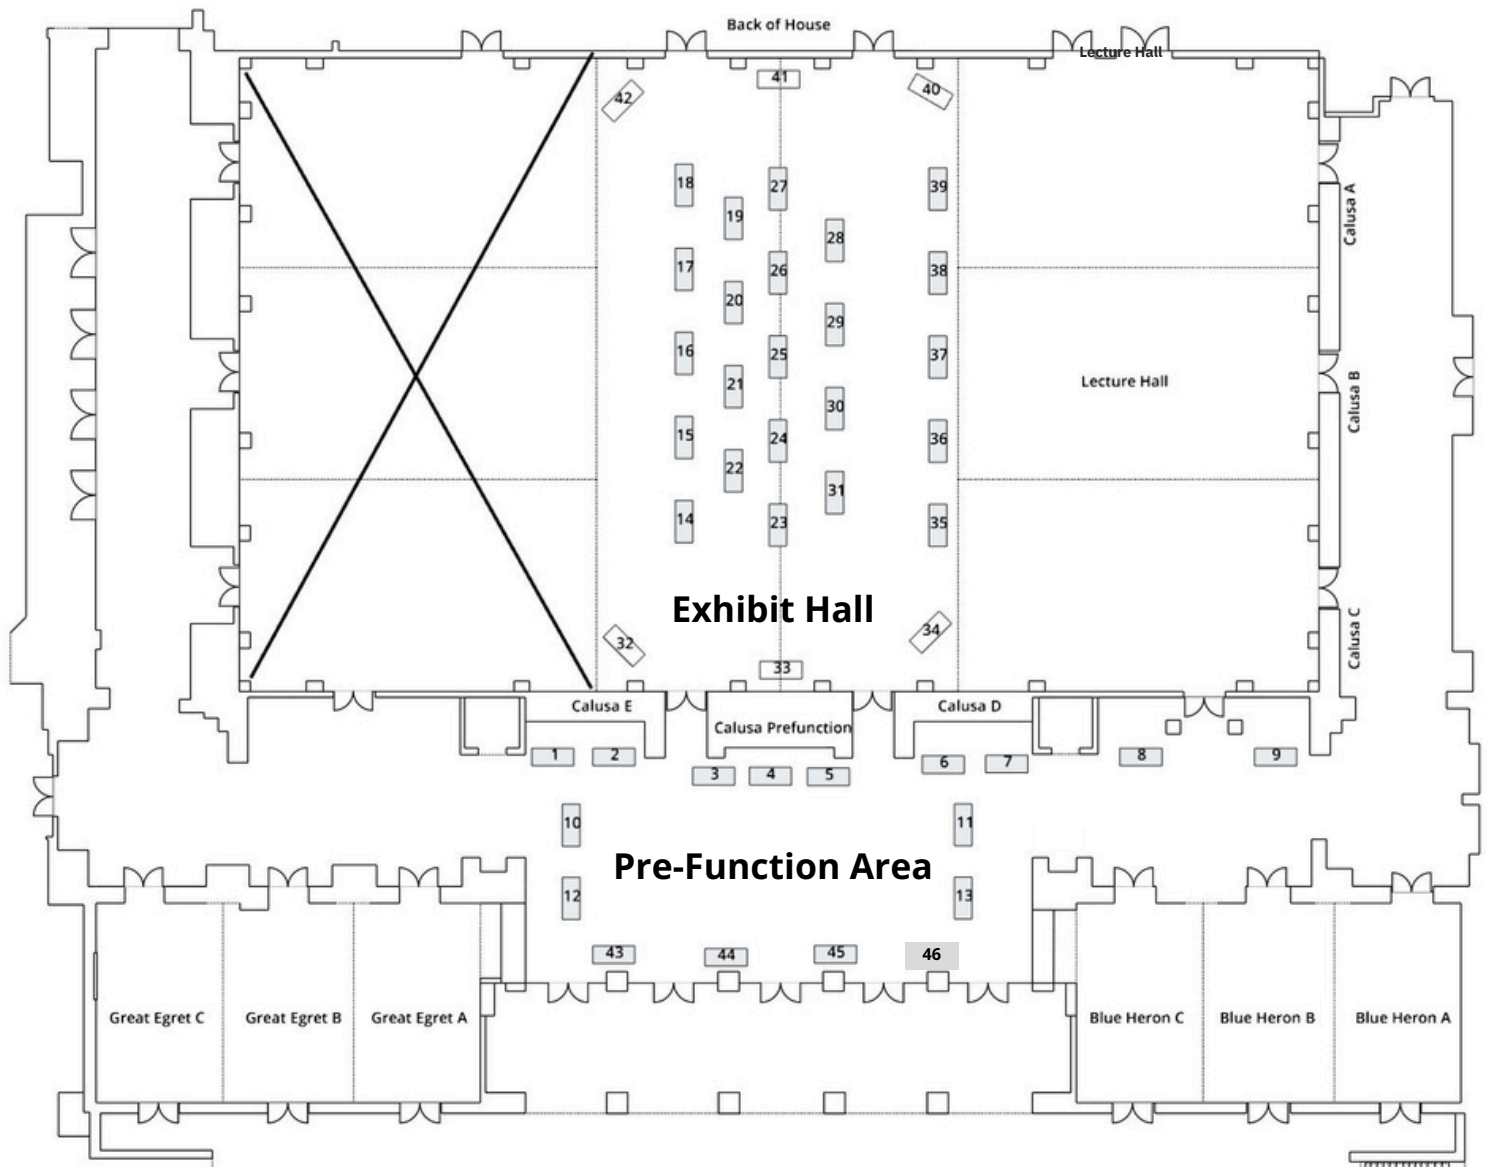 Back of House
Lecture Hall
41
40
42
18
27
39
19
28
Calusa A
17
26
38
20
29
16
25
37
21
30
Lecture Hall
Calusa B
15
24
36
22
31
14
23
35
Exhibit Hall
32
34
Calusa C
33
Calusa E
Calusa D
Calusa Prefunction
1
2
3
4
5
6
7
8
9
10
11
Pre-Function Area
12
13
43
44
45
46
Great Egret C
Great Egret B
Great Egret A
Blue Heron C
Blue Heron B
Blue Heron A